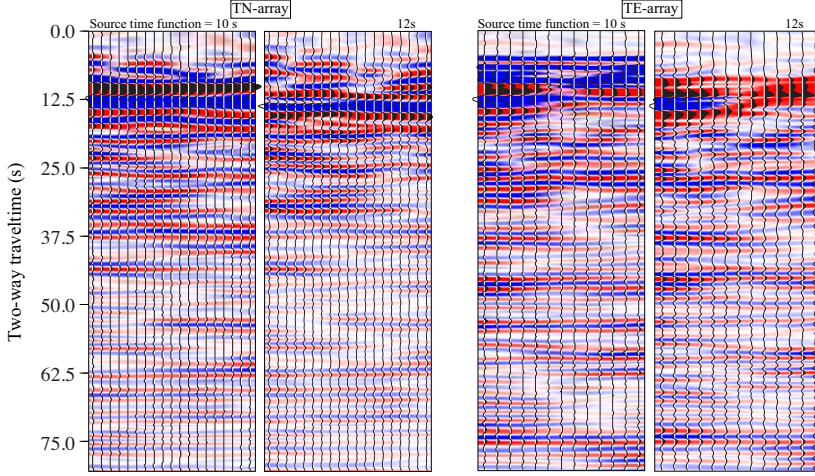 TN-array
TE-array
Source time function = 10 s
12s
Source time function = 10 s
12s
0.0
12.5
25.0
37.5
50.0
62.5
75.0
Two-way traveltime (s)